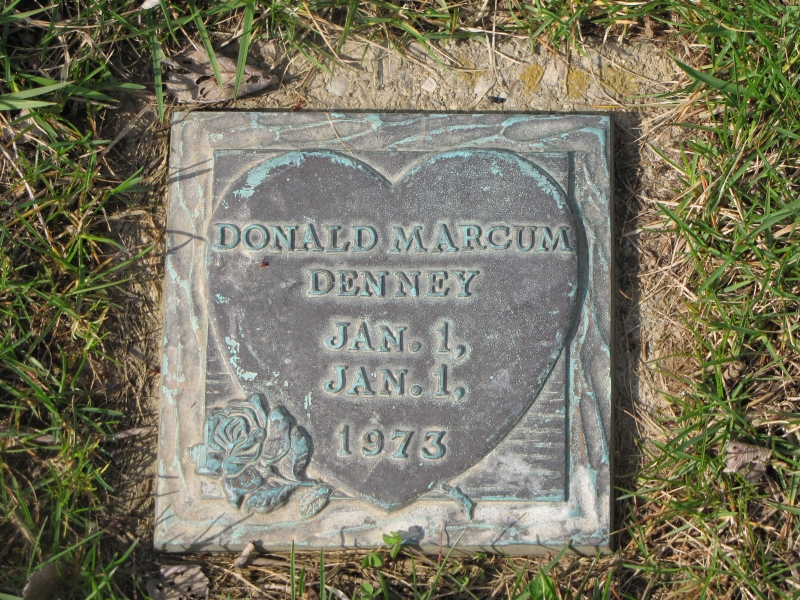 DONALD MARCUM
DENNEY
JAN. 1,
JAN. 1,
1973